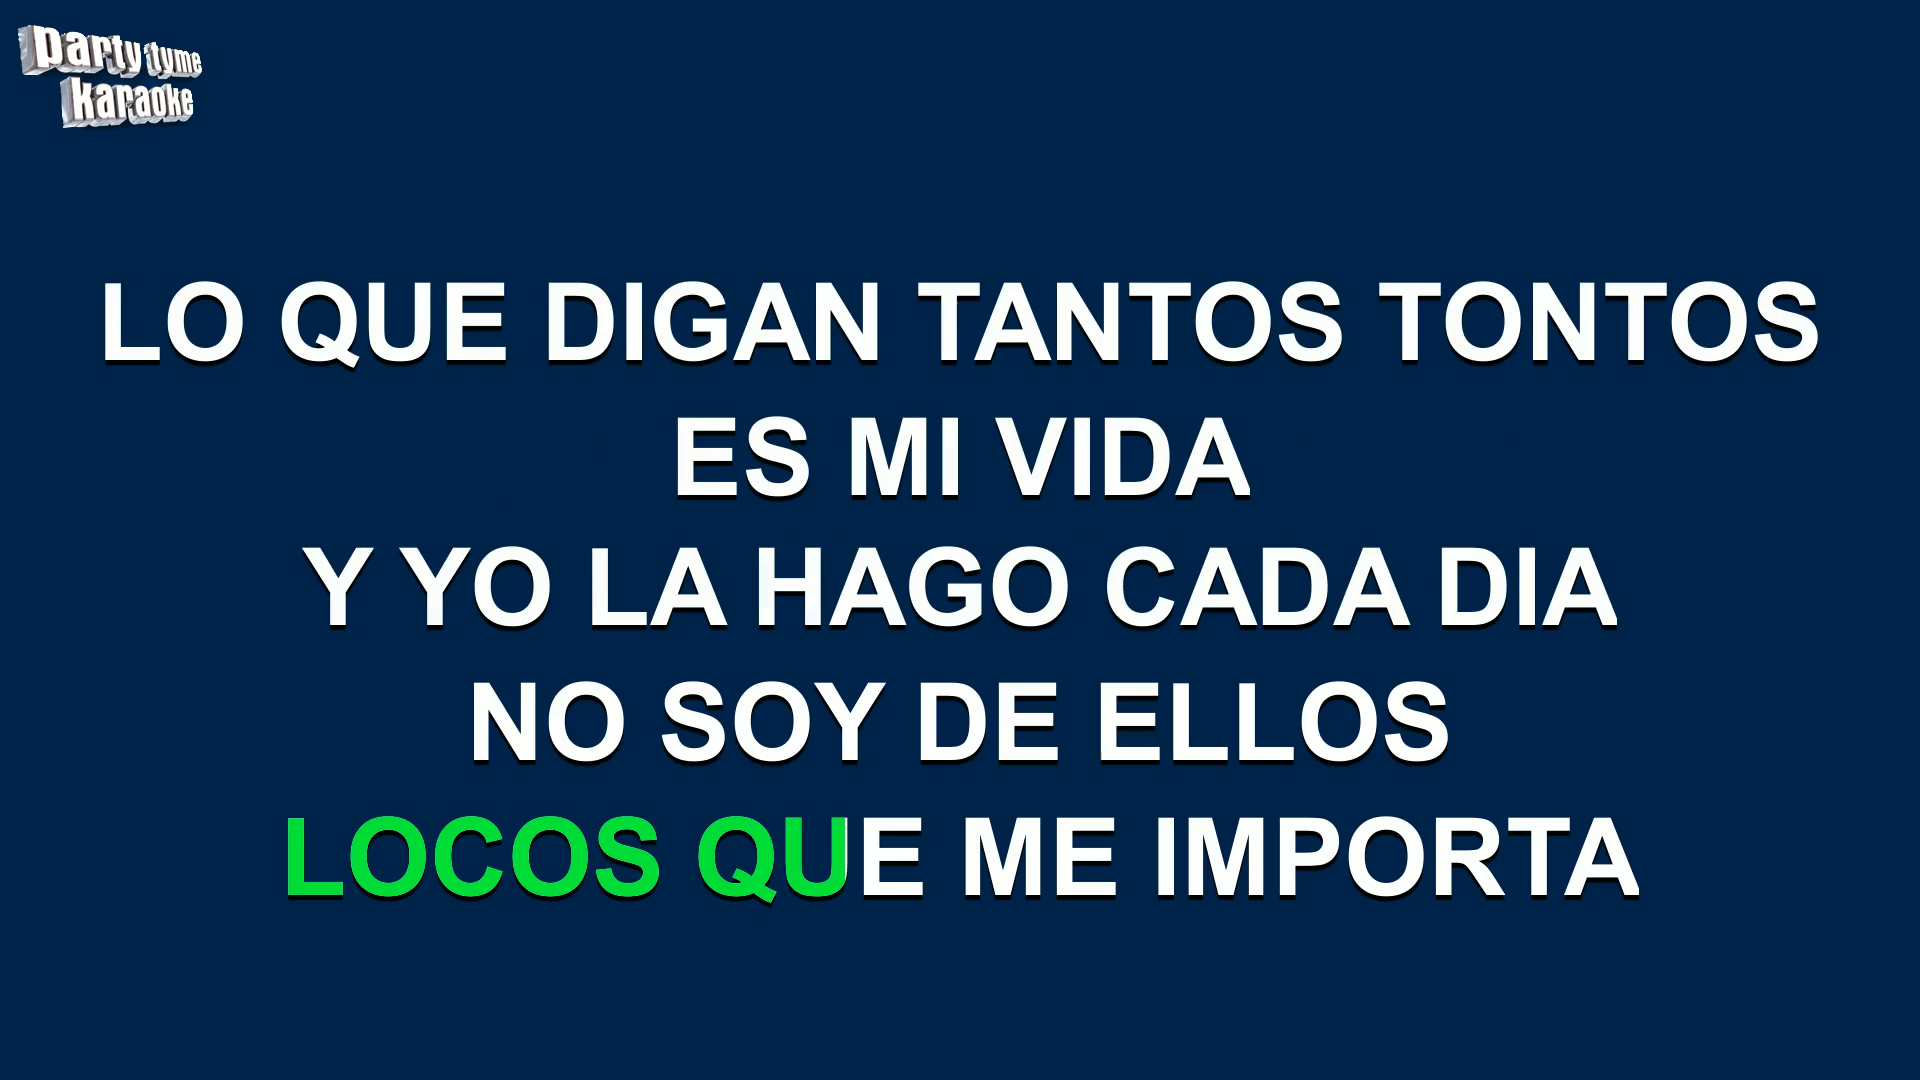 party tyme
karaoke
LO QUE DIGAN TANTOS TONTOS
ES MI VIDA
Y YO LA HAGO CADA DIA
NO SOY DE ELLOS
LOCOS QUE ME IMPORTA